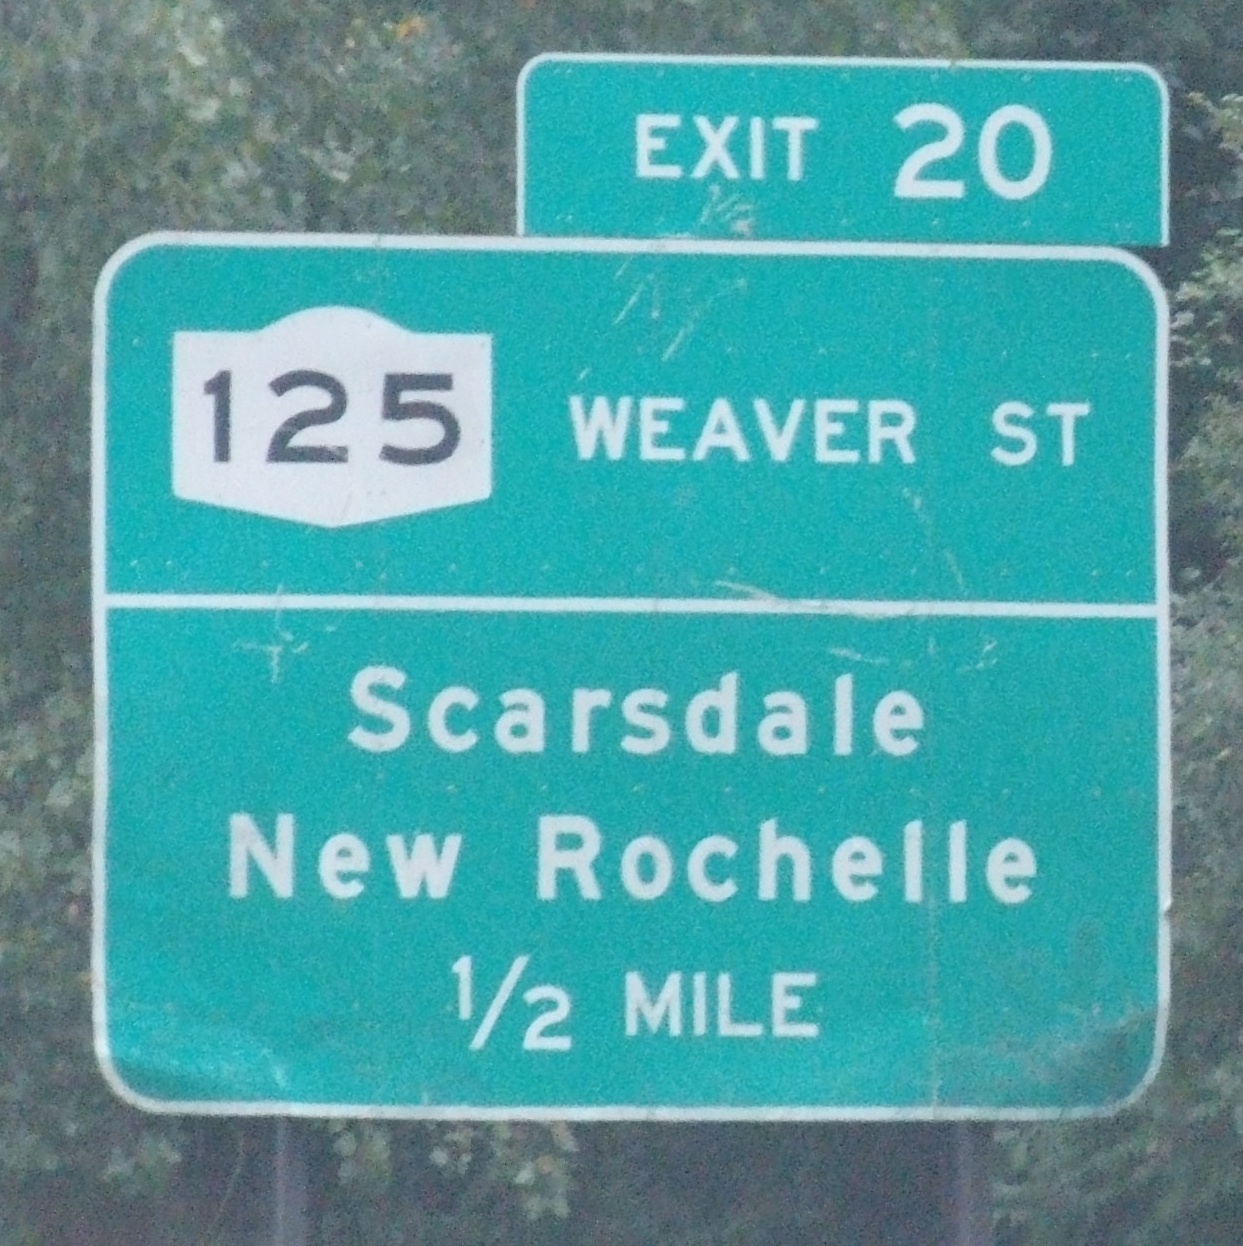 EXIT 20
125 WEAVER ST
Scarsdale
New Rochelle
1/2 MILE